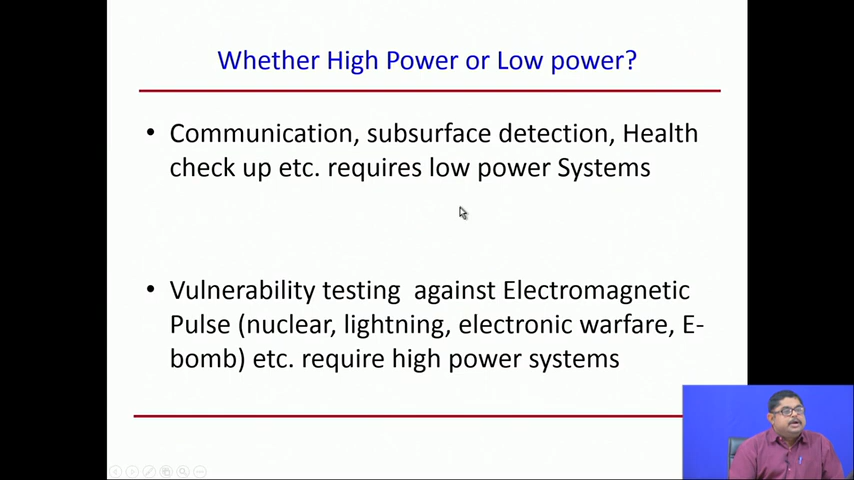 Whether High Power or Low power?
• Communication, subsurface detection, Health
check up etc. requires low power Systems
• Vulnerability testing  against Electromagnetic
Pulse (nuclear, lightning, electronic warfare, E-
bomb) etc. require high power systems